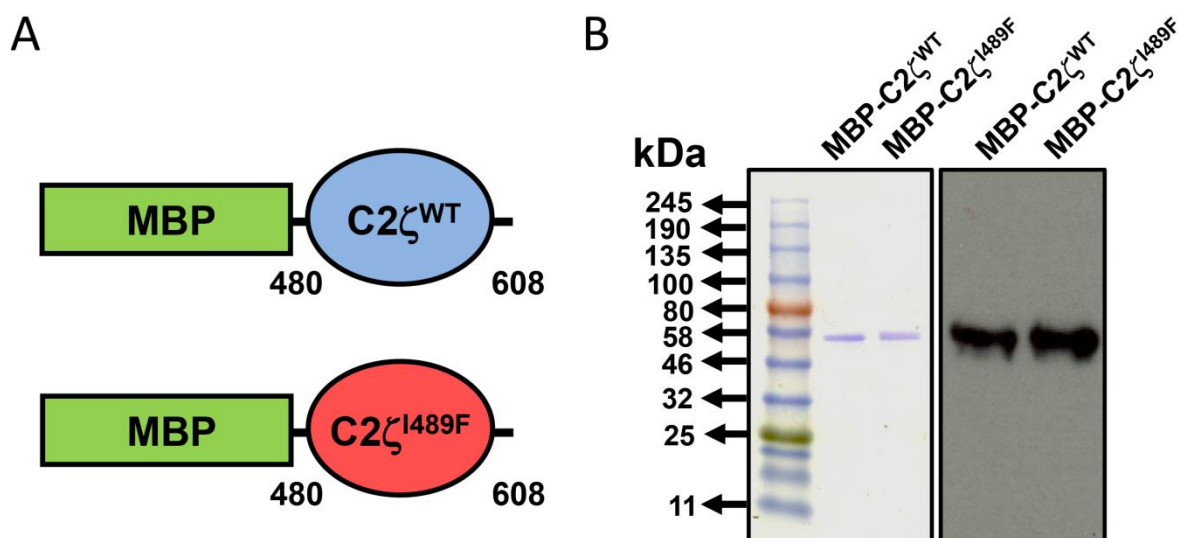 A
MBP
C2ζWT
480
608
MBP
C2ζI489F
480
608
B
kDa
MBP-C2ζWT
MBP-C2ζI489F
MBP-C2ζWT
MBP-C2ζI489F
245
190
135
100
80
58
46
32
25
11